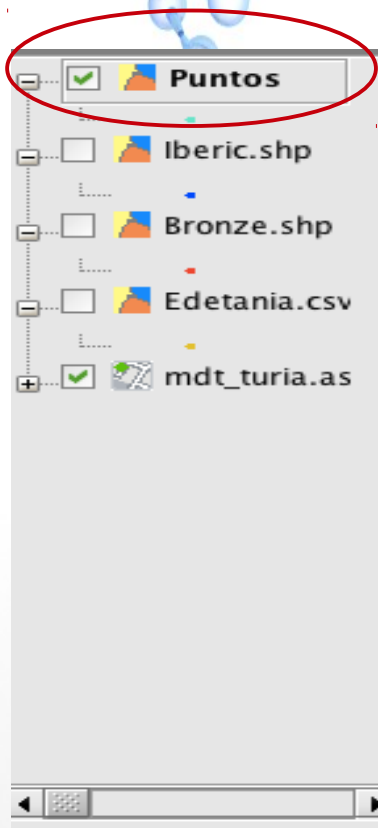 Puntos
Iberic.shp
Bronze.shp
Edetania.csv
mdt_turia.as